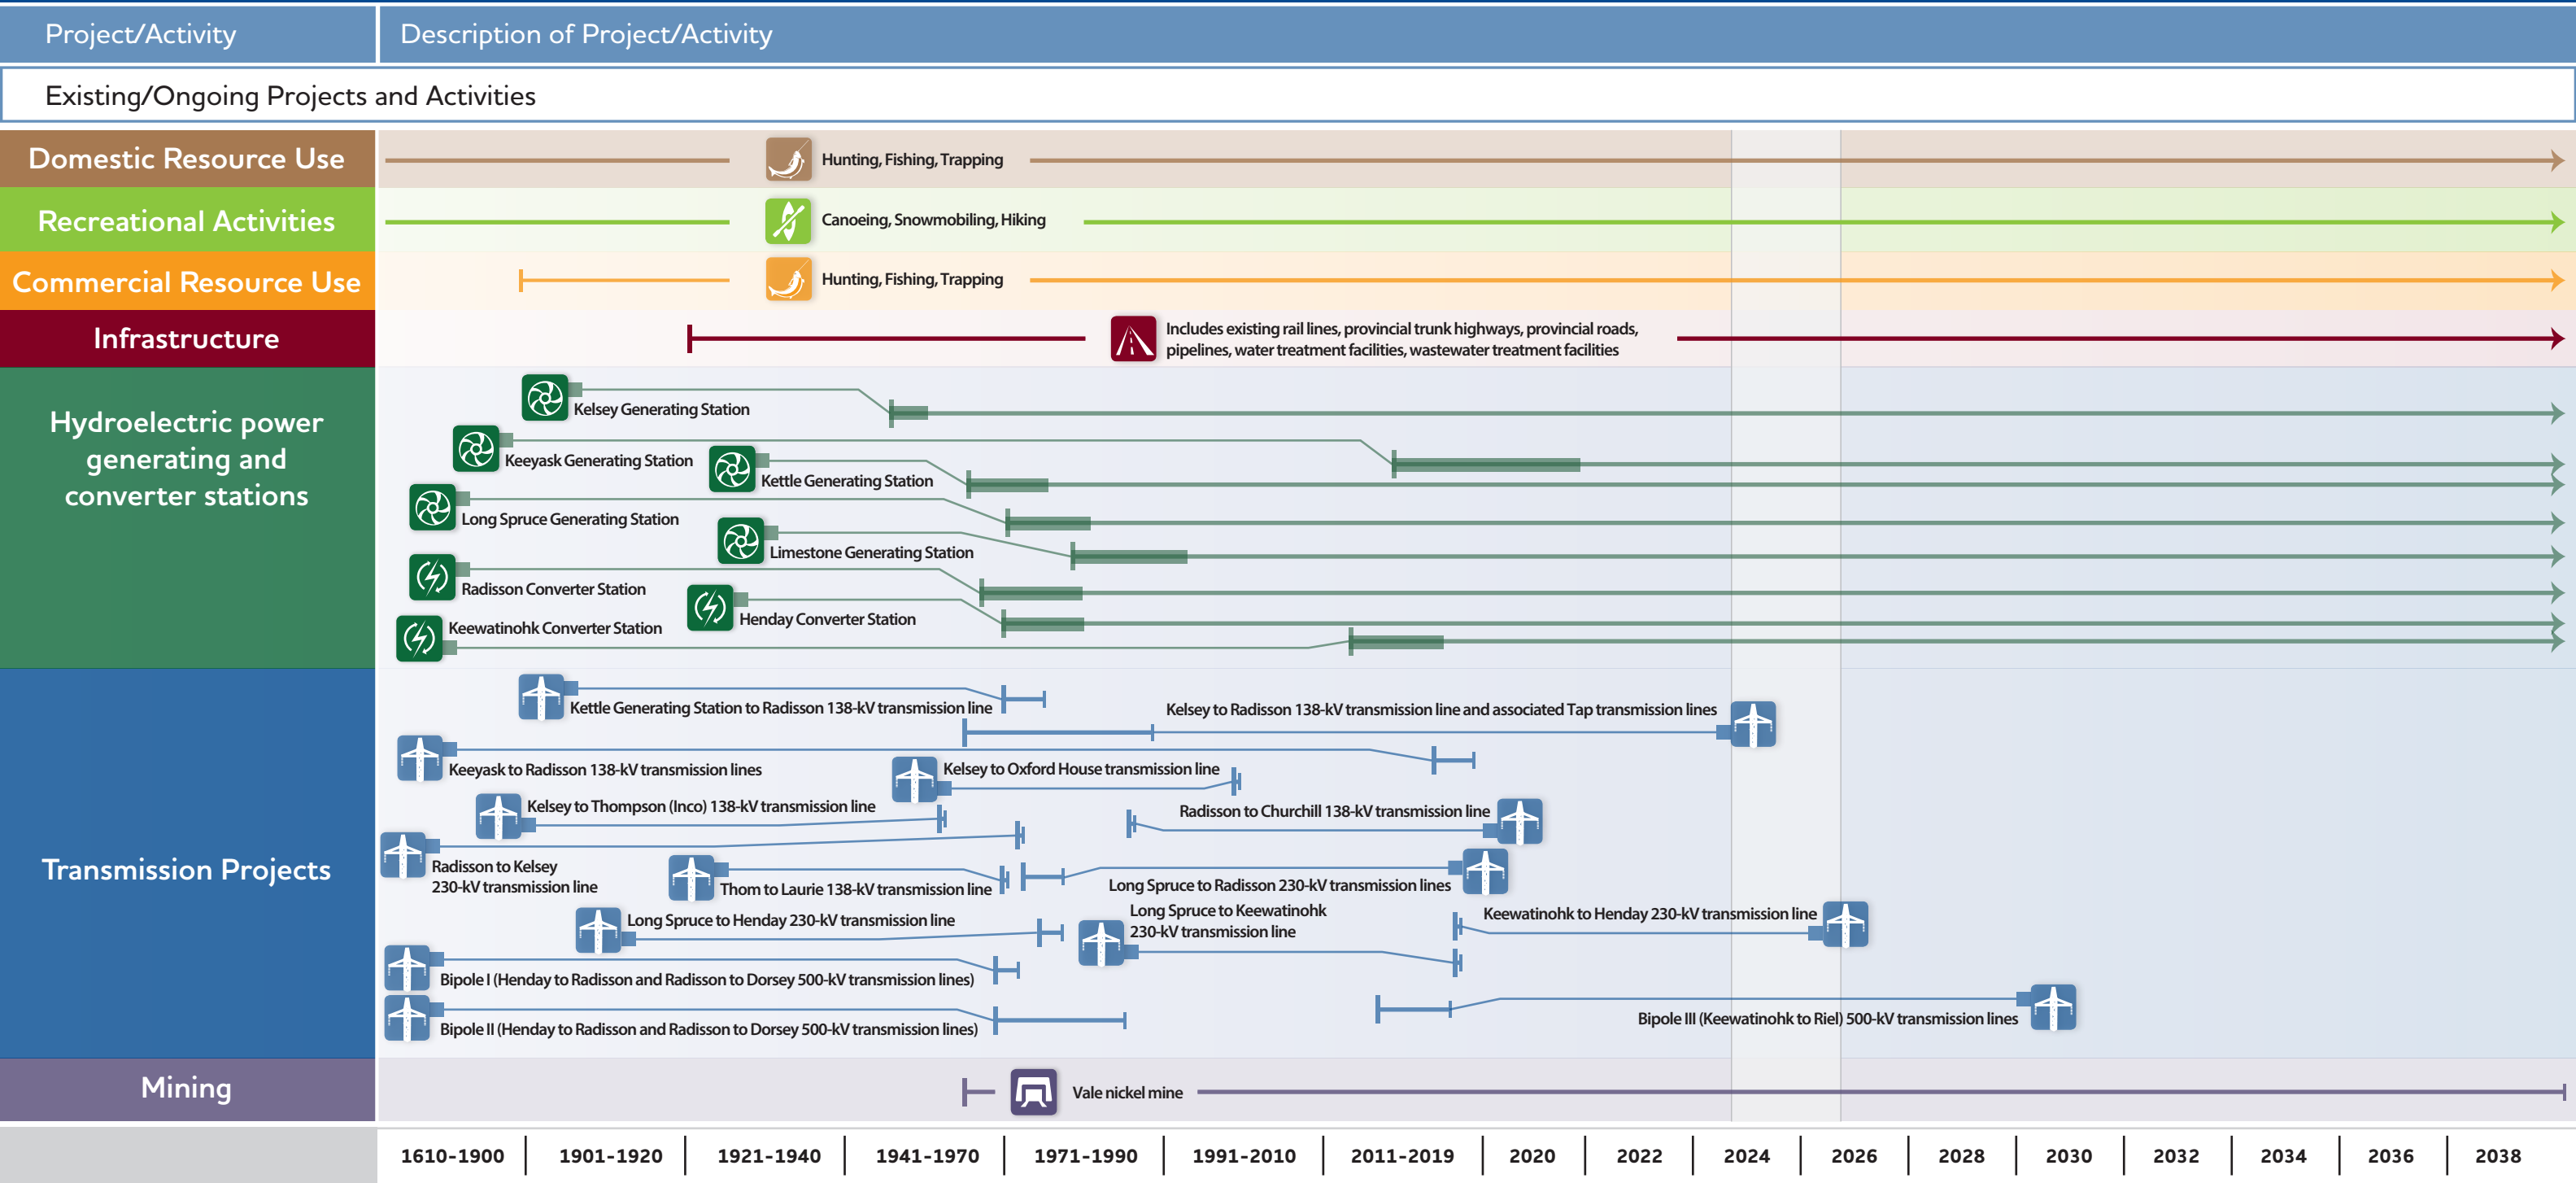 Project/Activity
Description of Project/Activity
Existing/Ongoing Projects and Activities
Domestic Resource Use
Hunting, Fishing, Trapping
Recreational Activities
Canoeing, Snowmobiling, Hiking
Commercial Resource Use
Hunting, Fishing, Trapping
Infrastructure
Includes existing rail lines, provincial trunk highways, provincial roads,
pipelines, water treatment facilities, wastewater treatment facilities
Hydroelectric power
generating and
converter stations
Kelsey Generating Station
Keeyask Generating Station
Kettle Generating Station
Long Spruce Generating Station
Limestone Generating Station
Radisson Converter Station
Henday Converter Station
Keewatinohk Converter Station
Transmission Projects
Kettle Generating Station to Radisson 138-kV transmission line
Kelsey to Radisson 138-kV transmission line and associated Tap transmission lines
Keeyask to Radisson 138-kV transmission lines
Kelsey to Oxford House transmission line
Kelsey to Thompson (Inco) 138-kV transmission line
Radisson to Churchill 138-kV transmission line
Radisson to Kelsey
230-kV transmission line
Thom to Laurie 138-kV transmission line
Long Spruce to Radisson 230-kV transmission lines
Long Spruce to Henday 230-kV transmission line
Long Spruce to Keewatinohk
230-kV transmission line
Keewatinohk to Henday 230-kV transmission line
Bipole I (Henday to Radisson and Radisson to Dorsey 500-kV transmission lines)
Bipole II (Henday to Radisson and Radisson to Dorsey 500-kV transmission lines)
Bipole III (Keewatinohk to Riel) 500-kV transmission lines
Mining
Vale nickel mine
1610-1900 1901-1920 1921-1940 1941-1970 1971-1990 1991-2010 2011-2019 2020 2022 2024 2026 2028 2030 2032 2034 2036 2038